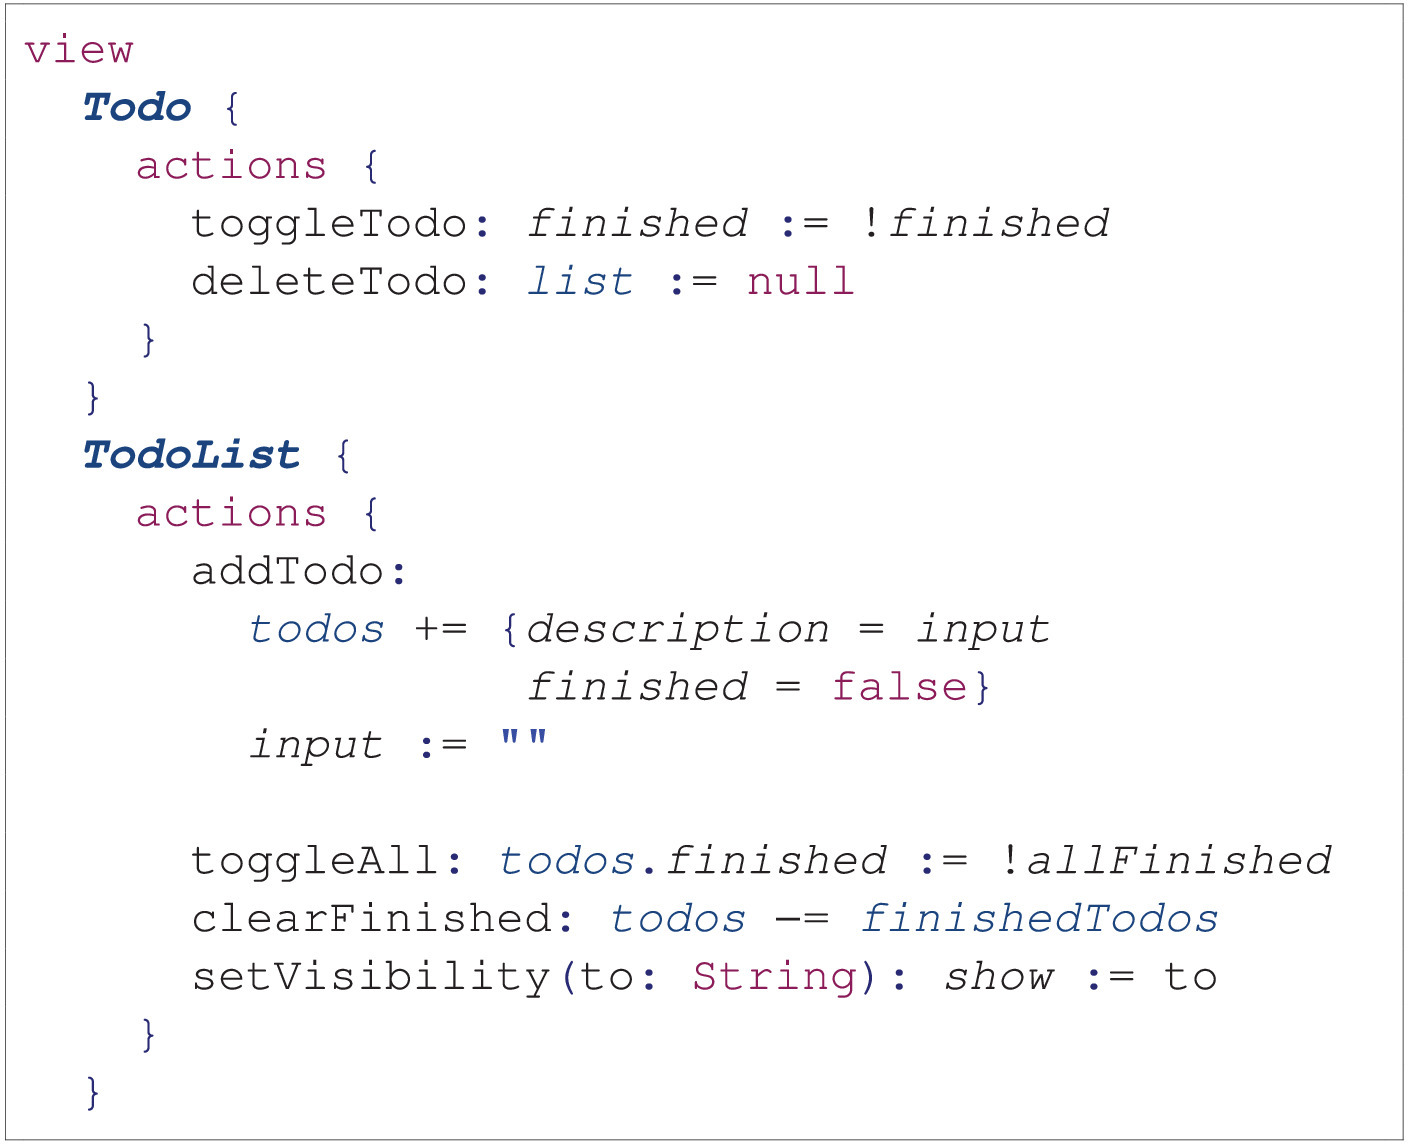 view
  Todo {
    actions {
      toggleTodo: finished := !finished
      deleteTodo: list := null
    }
  }
  TodoList {
    actions {
      addTodo:
        todos += {description = input
                  finished = false}
        input := ""

      toggleAll: todos.finished := !allFinished
      clearFinished: todos −= finishedTodos
      setVisibility(to: String): show := to
    }
  }